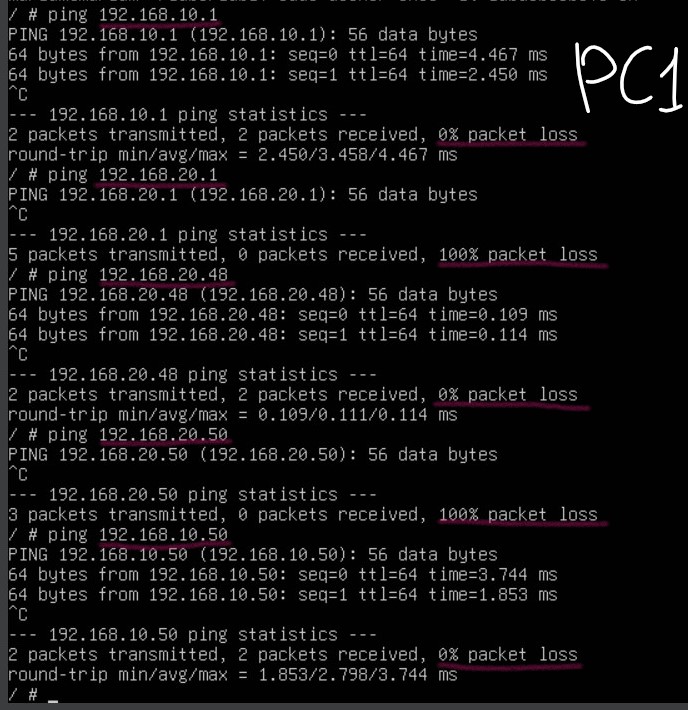 / # ping 192.168.10.1
PING 192.168.10.1 (192.168.10.1): 56 data bytes
64 bytes from 192.168.10.1: seq=0 ttl=64 time=4.467 ms
64 bytes from 192.168.10.1: seq=1 ttl=64 time=2.450 ms
^C
--- 192.168.10.1 ping statistics ---
2 packets transmitted, 2 packets received, 0% packet loss
round-trip min/avg/max = 2.450/3.458/4.467 ms
/ # ping 192.168.20.1
PING 192.168.20.1 (192.168.20.1): 56 data bytes
^C
--- 192.168.20.1 ping statistics ---
5 packets transmitted, 0 packets received, 100% packet loss
/ # ping 192.168.20.48
PING 192.168.20.48 (192.168.20.48): 56 data bytes
64 bytes from 192.168.20.48: seq=0 ttl=64 time=0.109 ms
64 bytes from 192.168.20.48: seq=1 ttl=64 time=0.114 ms
^C
--- 192.168.20.48 ping statistics ---
2 packets transmitted, 2 packets received, 0% packet loss
round-trip min/avg/max = 0.109/0.111/0.114 ms
/ # ping 192.168.20.50
PING 192.168.20.50 (192.168.20.50): 56 data bytes
^C
--- 192.168.20.50 ping statistics ---
3 packets transmitted, 0 packets received, 100% packet loss
/ # ping 192.168.10.50
PING 192.168.10.50 (192.168.10.50): 56 data bytes
64 bytes from 192.168.10.50: seq=0 ttl=64 time=3.744 ms
64 bytes from 192.168.10.50: seq=1 ttl=64 time=1.853 ms
^C
--- 192.168.10.50 ping statistics ---
2 packets transmitted, 2 packets received, 0% packet loss
round-trip min/avg/max = 1.853/2.798/3.744 ms
/ # _
PC1